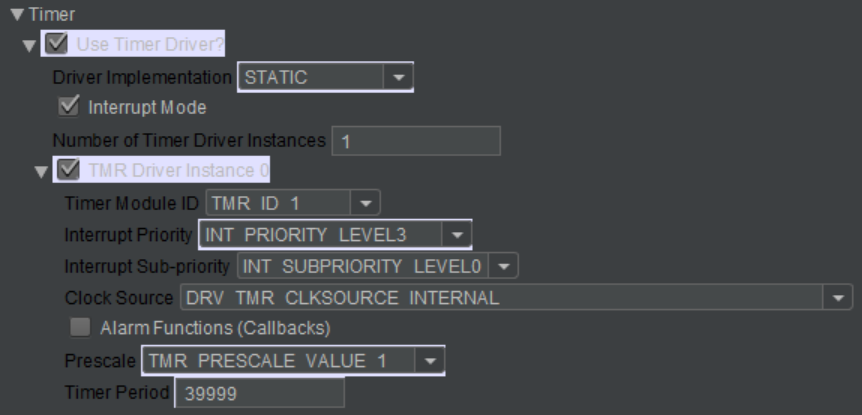 Timer
Use Timer Driver?
Driver Implementation STATIC
Interrupt Mode
Number of Timer Driver Instances 1
TMR Driver Instance 0
Timer Module ID TMR_ID_1
Interrupt Priority INT_PRIORITY_LEVEL3
Interrupt Sub-priority INT_SUBPRIORITY_LEVEL0
Clock Source DRV_TMR_CLKSOURCE_INTERNAL
Alarm Functions (Callbacks)
Prescale TMR_PRESCALE_VALUE_1
Timer Period 39999